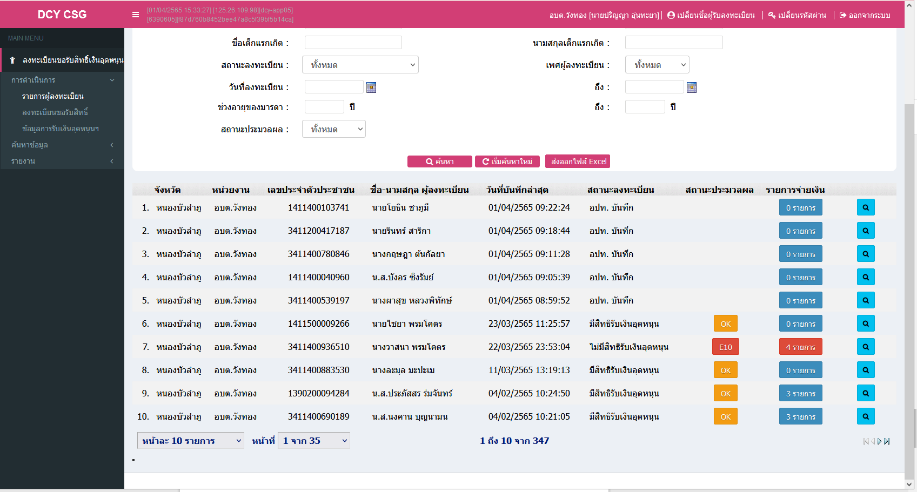 DCY CSG
[01/04/2565 15:33:27]
อบต.วังทอง [นายปริญญา อุนทะยา] เปลี่ยนชื่อผู้รับลงทะเบียน เปลี่ยนรหัสผ่าน ออกจากระบบ
MAIN MENU
ลงทะเบียนขอรับสิทธิ์เงินอุดหนุน
การดำเนินการ
รายการผู้ลงทะเบียน
ลงทะเบียนขอรับสิทธิ์
ข้อมูลการรับเงินอุดหนุนฯ
ค้นหาข้อมูล
รายงาน
ชื่อเด็กแรกเกิด : นามสกุลเด็กแรกเกิด :
สถานะลงทะเบียน : ทั้งหมด เพศผู้ลงทะเบียน : ทั้งหมด
วันที่ลงทะเบียน : ถึง :
ช่วงอายุของมารดา : ปี ถึง : ปี
สถานะประมวลผล : ทั้งหมด
ค้นหา เริ่มค้นหาใหม่ ส่งออกไฟล์ Excel
จังหวัด หน่วยงาน เลขประจำตัวประชาชน ชื่อ-นามสกุล ผู้ลงทะเบียน วันที่บันทึกล่าสุด สถานะลงทะเบียน สถานะประมวลผล รายการจ่ายเงิน
1. หนองบัวลำภู อบต.วังทอง 1411400103741 นายโยธิน ชาภูมี 01/04/2565 09:22:24 อปท. บันทึก 0 รายการ
2. หนองบัวลำภู อบต.วังทอง 3411200417187 นายรินทร์ สาริกา 01/04/2565 09:18:44 อปท. บันทึก 0 รายการ
3. หนองบัวลำภู อบต.วังทอง 3411400780846 นางกฤษฎา ต้นกัลยา 01/04/2565 09:11:28 อปท. บันทึก 0 รายการ
4. หนองบัวลำภู อบต.วังทอง 1411400040960 น.ส.บังอร ซิงรัมย์ 01/04/2565 09:05:39 อปท. บันทึก 0 รายการ
5. หนองบัวลำภู อบต.วังทอง 3411400539197 นางผาสุข หลวงพิทักษ์ 01/04/2565 08:59:52 อปท. บันทึก 0 รายการ
6. หนองบัวลำภู อบต.วังทอง 1411500009266 นายไชยา พรมโคตร 23/03/2565 11:25:57 มีสิทธิรับเงินอุดหนุน OK 0 รายการ
7. หนองบัวลำภู อบต.วังทอง 3411400936510 นางวาสนา พรมโคตร 22/03/2565 23:53:04 ไม่มีสิทธิรับเงินอุดหนุน E10 4 รายการ
8. หนองบัวลำภู อบต.วังทอง 3411400883530 นางละมุล มะปะเม 11/03/2565 13:19:13 มีสิทธิรับเงินอุดหนุน OK 0 รายการ
9. หนองบัวลำภู อบต.วังทอง 1390200094284 น.ส.ประภัสสร ร่มจันทร์ 04/02/2565 10:24:50 มีสิทธิรับเงินอุดหนุน OK 3 รายการ
10. หนองบัวลำภู อบต.วังทอง 3411400690189 น.ส.นงคาน บุญนามน 04/02/2565 10:21:05 มีสิทธิรับเงินอุดหนุน OK 3 รายการ
หน้าละ 10 รายการ หน้าที่ 1 จาก 35 1 ถึง 10 จาก 347